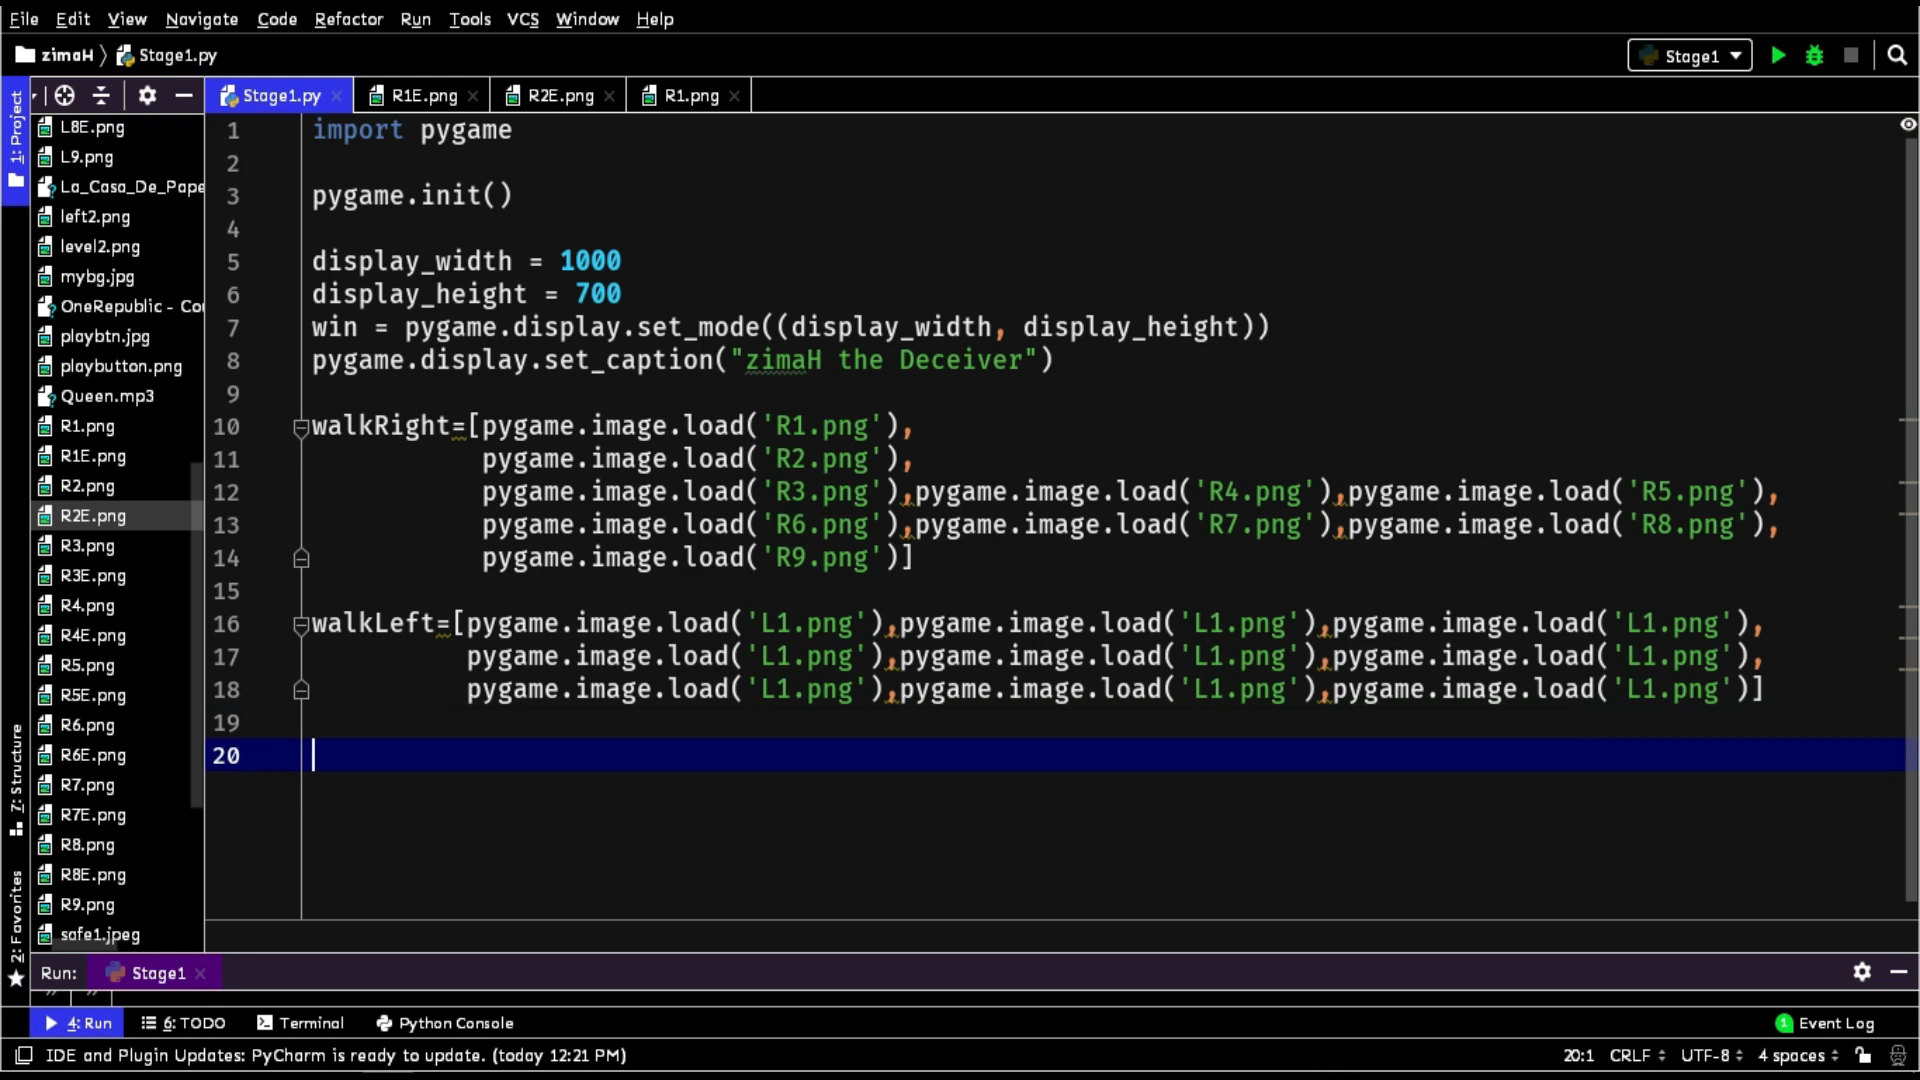 File Edit View Navigate Code Refactor Run Tools VCS Window Help
zimaH Stage1.py
Stage1
1: Project
Stage1.py R1E.png R2E.png R1.png
L8E.png
L9.png
La_Casa_De_Pape
left2.png
level2.png
mybg.jpg
OneRepublic - Co
playbtn.jpg
playbutton.png
Queen.mp3
R1.png
R1E.png
R2.png
R2E.png
R3.png
R3E.png
R4.png
R4E.png
R5.png
R5E.png
R6.png
R6E.png
R7.png
R7E.png
R8.png
R8E.png
R9.png
safe1.jpeg
7: Structure
2: Favorites
1 import pygame
2
3 pygame.init()
4
5 display_width = 1000
6 display_height = 700
7 win = pygame.display.set_mode((display_width, display_height))
8 pygame.display.set_caption("zimaH the Deceiver")
9
10 walkRight=[pygame.image.load('R1.png'),
11 pygame.image.load('R2.png'),
12 pygame.image.load('R3.png'),pygame.image.load('R4.png'),pygame.image.load('R5.png'),
13 pygame.image.load('R6.png'),pygame.image.load('R7.png'),pygame.image.load('R8.png'),
14 pygame.image.load('R9.png')]
15
16 walkLeft=[pygame.image.load('L1.png'),pygame.image.load('L1.png'),pygame.image.load('L1.png'),
17 pygame.image.load('L1.png'),pygame.image.load('L1.png'),pygame.image.load('L1.png'),
18 pygame.image.load('L1.png'),pygame.image.load('L1.png'),pygame.image.load('L1.png')]
19
20
Run: Stage1
4: Run 6: TODO Terminal Python Console 1 Event Log
IDE and Plugin Updates: PyCharm is ready to update. (today 12:21 PM) 20:1 CRLF UTF-8 4 spaces